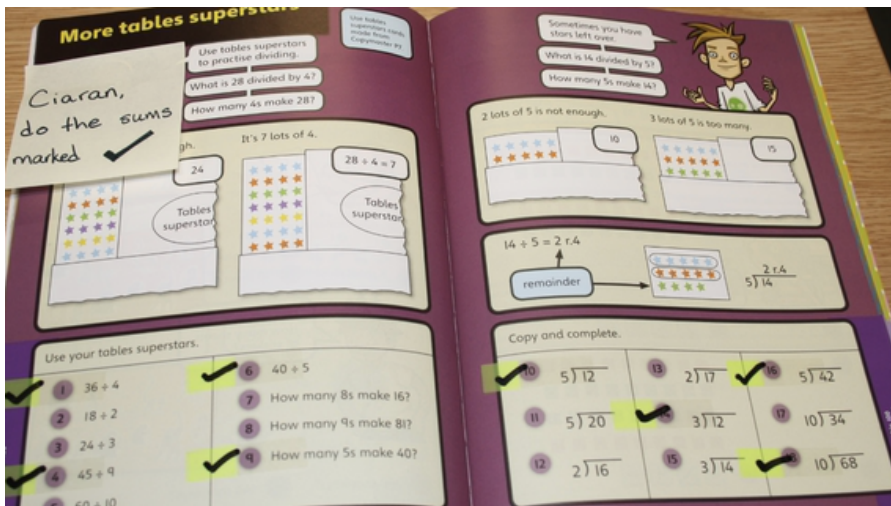 More tables superstars
Use tables superstars
to practise dividing.
What is 28 divided by 4?
How many 4s make 28?
Use tables
superstars cards
made from
Copymaster
Ciaran,
do the sums
marked ✓
It's 7 lots of 4.
24
28 ÷ 4 = 7
Tables
superstar
Tables
superstar
Use your tables superstars.
1 36 ÷ 4
2 18 ÷ 2
3 24 ÷ 3
4 45 ÷ 9
60 ÷ 10
6 40 ÷ 5
7 How many 8s make 16?
8 How many 9s make 81?
9 How many 5s make 40?
Sometimes you have
stars left over.
What is 14 divided by 5?
How many 5s make 14?
2 lots of 5 is not enough.
3 lots of 5 is too many.
10
15
14 ÷ 5 = 2 r.4
remainder
2 r.4
5)14
Copy and complete.
10 5)12
11 5)20
12 2)16
13 2)17
3)12
15 3)14
16 5)42
17 10)34
10)68